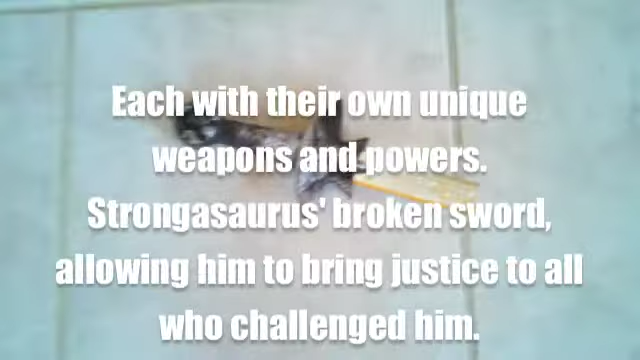 Each with their own unique
weapons and powers.
Strongasaurus' broken sword,
allowing him to bring justice to all
who challenged him.